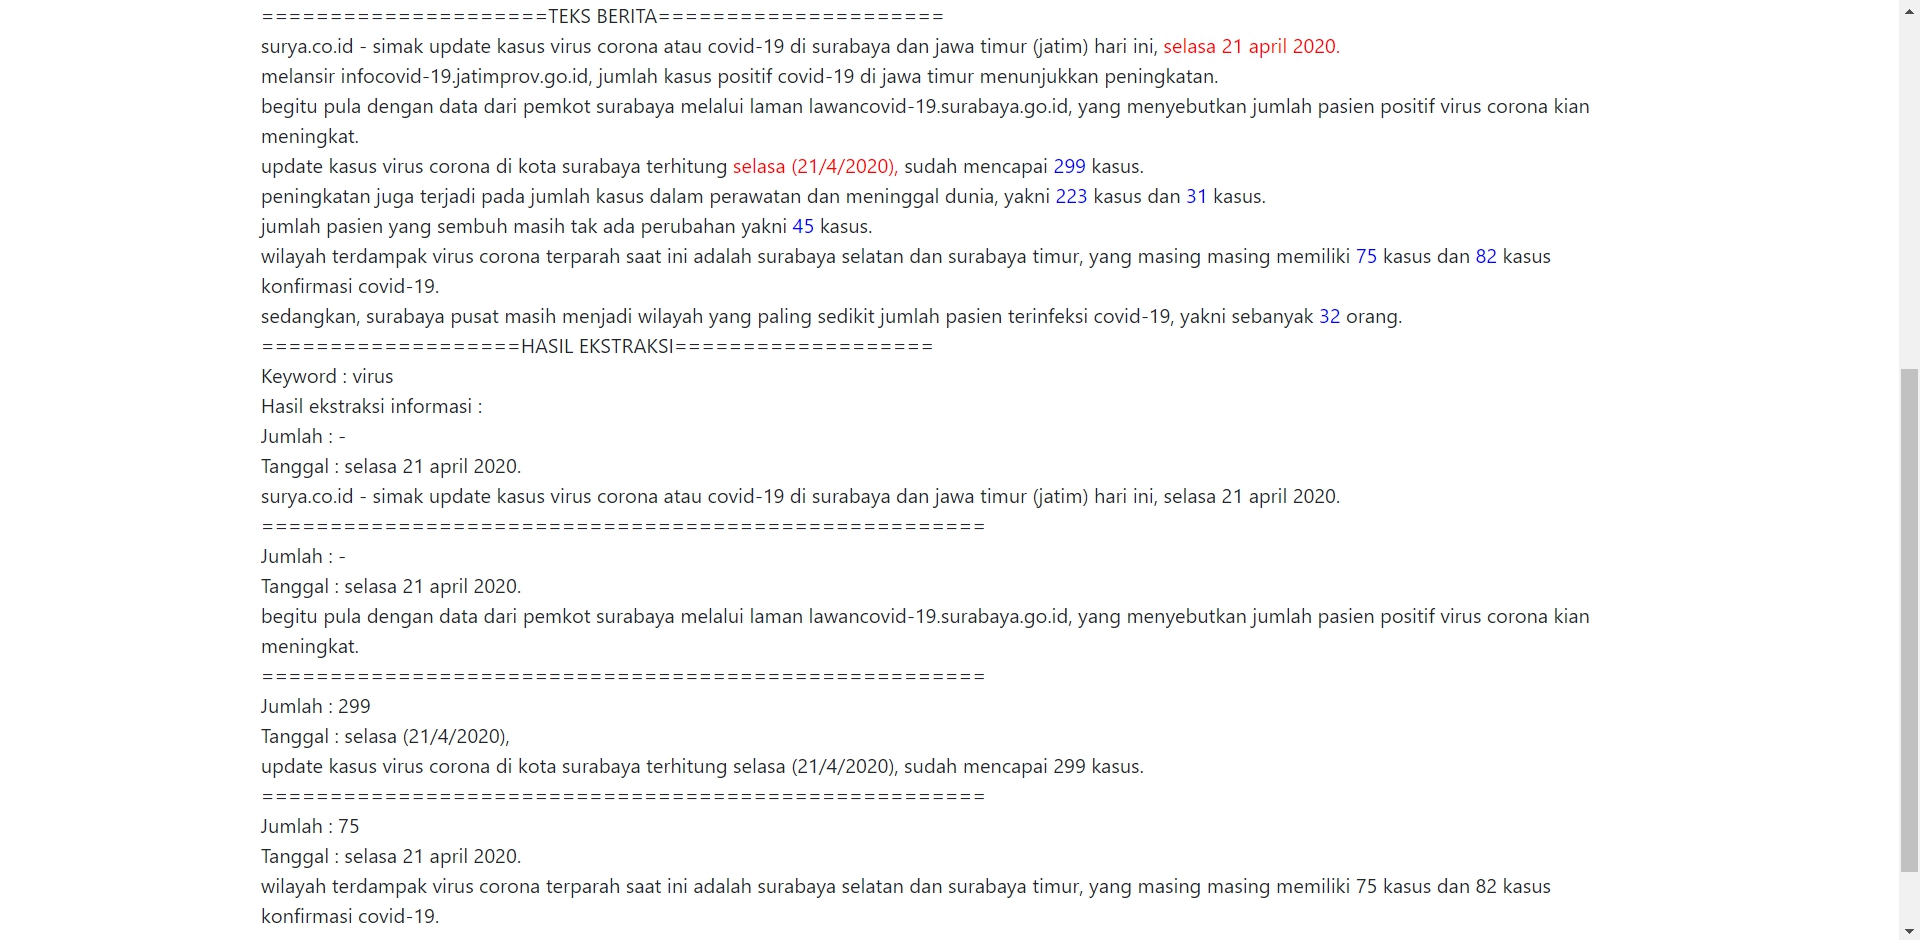 =====================TEKS BERITA=====================
surya.co.id - simak update kasus virus corona atau covid-19 di surabaya dan jawa timur (jatim) hari ini, selasa 21 april 2020.
melansir infocovid-19.jatimprov.go.id, jumlah kasus positif covid-19 di jawa timur menunjukkan peningkatan.
begitu pula dengan data dari pemkot surabaya melalui laman lawancovid-19.surabaya.go.id, yang menyebutkan jumlah pasien positif virus corona kian
meningkat.
update kasus virus corona di kota surabaya terhitung selasa (21/4/2020), sudah mencapai 299 kasus.
peningkatan juga terjadi pada jumlah kasus dalam perawatan dan meninggal dunia, yakni 223 kasus dan 31 kasus.
jumlah pasien yang sembuh masih tak ada perubahan yakni 45 kasus.
wilayah terdampak virus corona terparah saat ini adalah surabaya selatan dan surabaya timur, yang masing masing memiliki 75 kasus dan 82 kasus
konfirmasi covid-19.
sedangkan, surabaya pusat masih menjadi wilayah yang paling sedikit jumlah pasien terinfeksi covid-19, yakni sebanyak 32 orang.
===================HASIL EKSTRAKSI===================
Keyword : virus
Hasil ekstraksi informasi :
Jumlah : -
Tanggal : selasa 21 april 2020.
surya.co.id - simak update kasus virus corona atau covid-19 di surabaya dan jawa timur (jatim) hari ini, selasa 21 april 2020.
=====================================================
Jumlah : -
Tanggal : selasa 21 april 2020.
begitu pula dengan data dari pemkot surabaya melalui laman lawancovid-19.surabaya.go.id, yang menyebutkan jumlah pasien positif virus corona kian
meningkat.
=====================================================
Jumlah : 299
Tanggal : selasa (21/4/2020),
update kasus virus corona di kota surabaya terhitung selasa (21/4/2020), sudah mencapai 299 kasus.
=====================================================
Jumlah : 75
Tanggal : selasa 21 april 2020.
wilayah terdampak virus corona terparah saat ini adalah surabaya selatan dan surabaya timur, yang masing masing memiliki 75 kasus dan 82 kasus
konfirmasi covid-19.